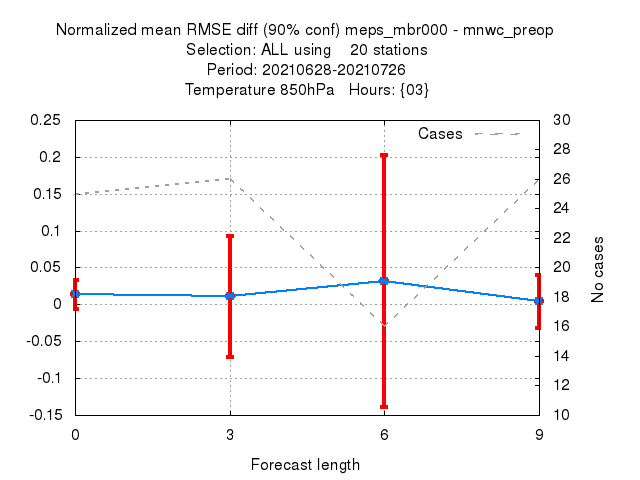 Normalized mean RMSE diff (90% conf) meps_mbr000 - mnwc_preop
Selection: ALL using    20 stations
Period: 20210628-20210726
Temperature 850hPa   Hours: {03}
Cases
0.25
0.2
0.15
0.1
0.05
0
-0.05
-0.1
-0.15
30
28
26
24
22
20
18
16
14
12
10
No cases
0 3 6 9
Forecast length